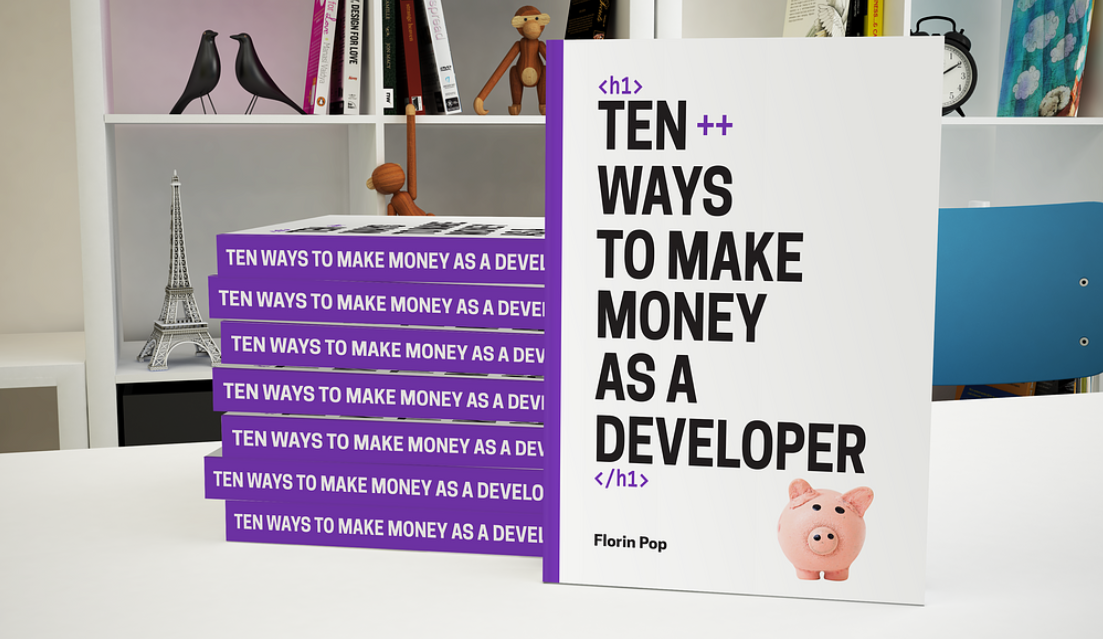 <h1>
TEN ++
WAYS
TO MAKE
MONEY
AS A
DEVELOPER
</h1>
Florin Pop
TEN WAYS TO MAKE MONEY AS A DEVEL
TEN WAYS TO MAKE MONEY AS A DEVE
TEN WAYS TO MAKE MONEY AS A DEV
TEN WAYS TO MAKE MONEY AS A DEV
TEN WAYS TO MAKE MONEY AS A DEV
TEN WAYS TO MAKE MONEY AS A DEVELO
TEN WAYS TO MAKE MONEY AS A DEVEL
DESIGN FOR LOVE